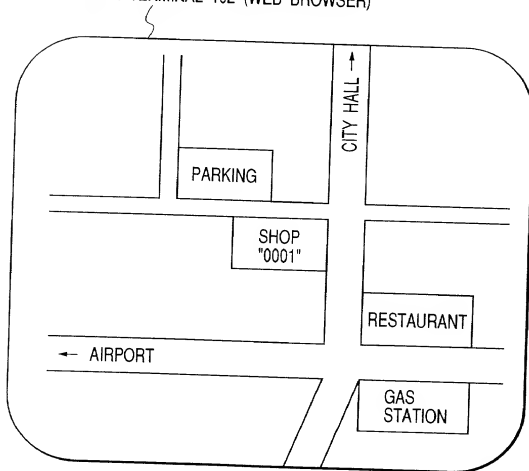 TERMINAL 102 (WEB BROWSER)
CITY HALL →
PARKING
SHOP
"0001"
RESTAURANT
← AIRPORT
GAS
STATION